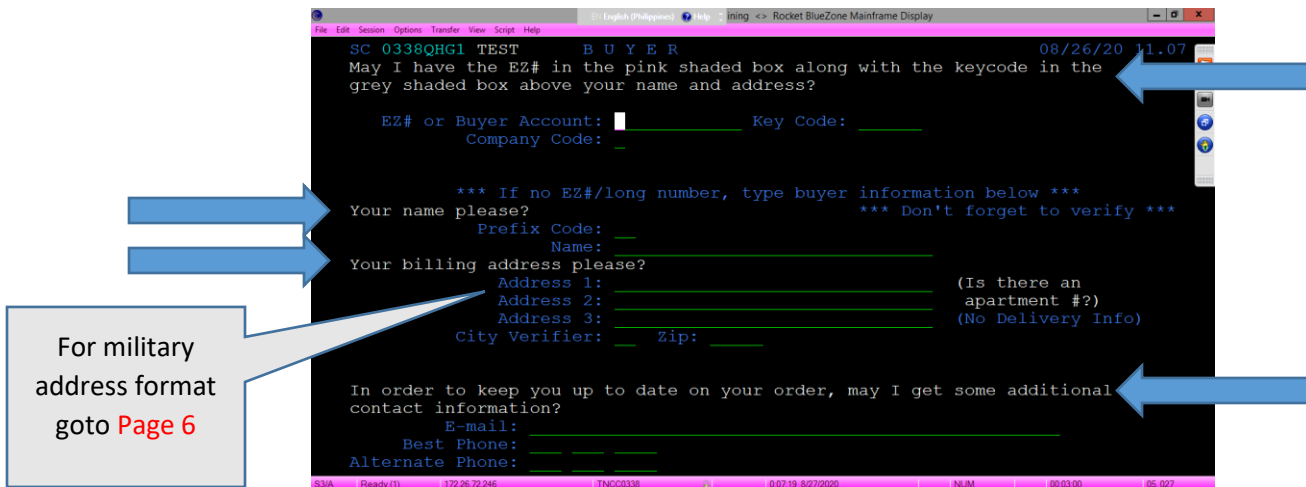 EN English (Philippines) Help ining <> Rocket BlueZone Mainframe Display
File Edit Session Options Transfer View Script Help
SC 0338QHG1 TEST B U Y E R 08/26/20 11.07
May I have the EZ# in the pink shaded box along with the keycode in the
grey shaded box above your name and address?
EZ# or Buyer Account: Key Code:
Company Code:
*** If no EZ#/long number, type buyer information below ***
Your name please? *** Don't forget to verify ***
Prefix Code:
Name:
Your billing address please?
Address 1: (Is there an
Address 2: apartment #?)
Address 3: (No Delivery Info)
City Verifier: Zip:
For military
address format
goto Page 6
In order to keep you up to date on your order, may I get some additional
contact information?
E-mail:
Best Phone:
Alternate Phone:
S3/A Ready (1) 172.26.72.246 TNCC0338 0:07:19 8/27/2020 NUM 00:03:00 05,027